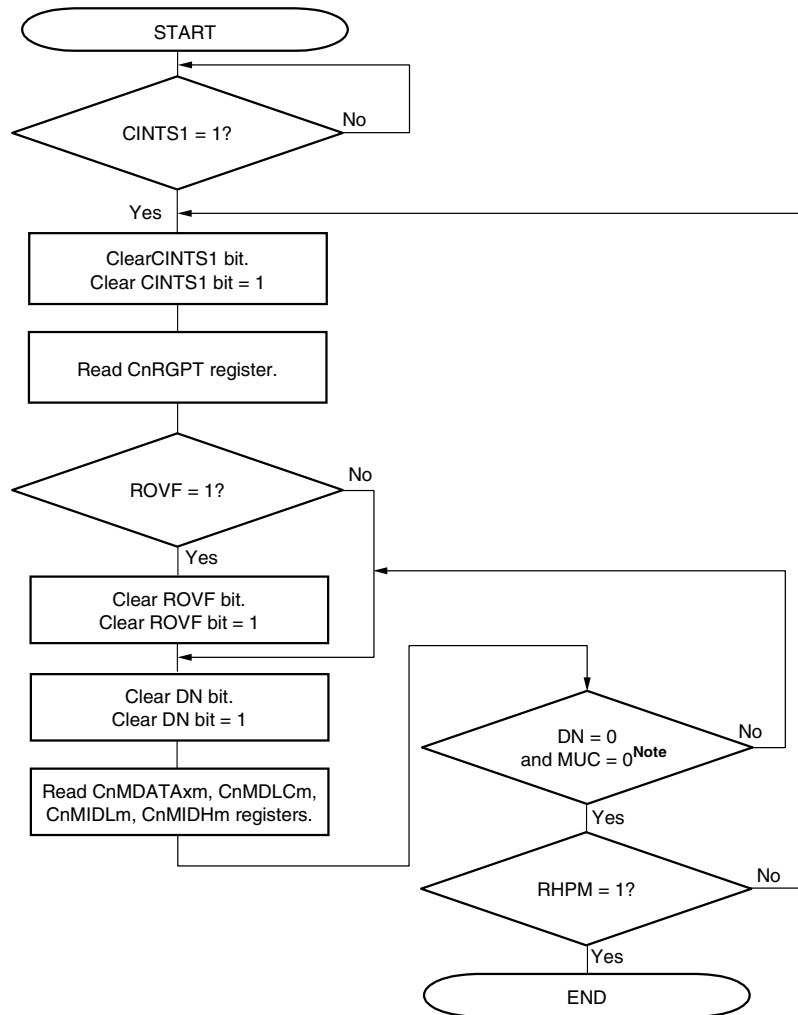 START
CINTS1 = 1?
No
Yes
ClearCINTS1 bit.
Clear CINTS1 bit = 1
Read CnRGPT register.
ROVF = 1?
No
Yes
Clear ROVF bit.
Clear ROVF bit = 1
Clear DN bit.
Clear DN bit = 1
Read CnMDATAxm, CnMDLCm,
CnMIDLm, CnMIDHm registers.
DN = 0
and MUC = 0Note
No
Yes
RHPM = 1?
No
Yes
END